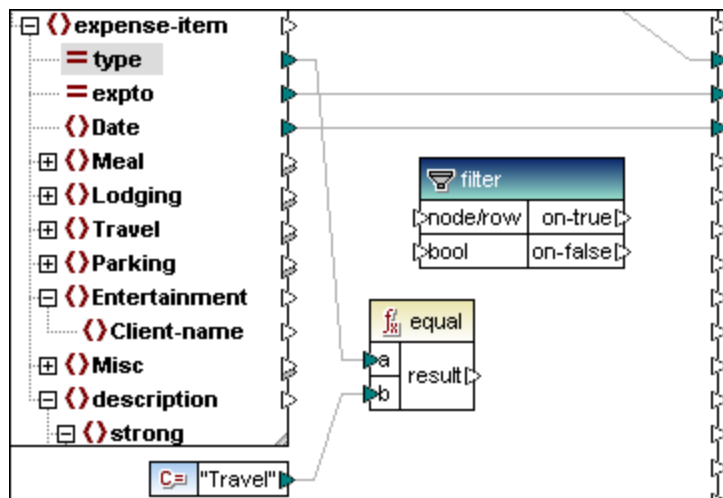 expense-item
type
expto
Date
Meal
Lodging
Travel
Parking
Entertainment
Client-name
Misc
description
strong
filter
node/row on-true
bool on-false
fx equal
a
result
b
C= "Travel"